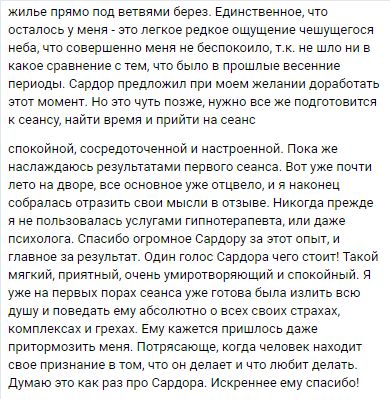 жилье прямо под ветвями берез. Единственное, что
осталось у меня - это легкое редкое ощущение чешущегося
неба, что совершенно меня не беспокоило, т.к. не шло ни в
какое сравнение с тем, что было в прошлые весенние
периоды. Сардор предложил при моем желании доработать
этот момент. Но это чуть позже, нужно все же подготовится
к сеансу, найти время и прийти на сеанс
спокойной, сосредоточенной и настроенной. Пока же
наслаждаюсь результатами первого сеанса. Вот уже почти
лето на дворе, все основное уже отцвело, и я наконец
собралась отразить свои мысли в отзыве. Никогда прежде
я не пользовалась услугами гипнотерапевта, или даже
психолога. Спасибо огромное Сардору за этот опыт, и
главное за результат. Один голос Сардора чего стоит! Такой
мягкий, приятный, очень умиротворяющий и спокойный. Я
уже на первых порах сеанса уже готова была излить всю
душу и поведать ему абсолютно о всех своих страхах,
комплексах и грехах. Ему кажется пришлось даже
притормозить меня. Потрясающе, когда человек находит
свое признание в том, что он делает и что любит делать.
Думаю это как раз про Сардора. Искреннее ему спасибо!